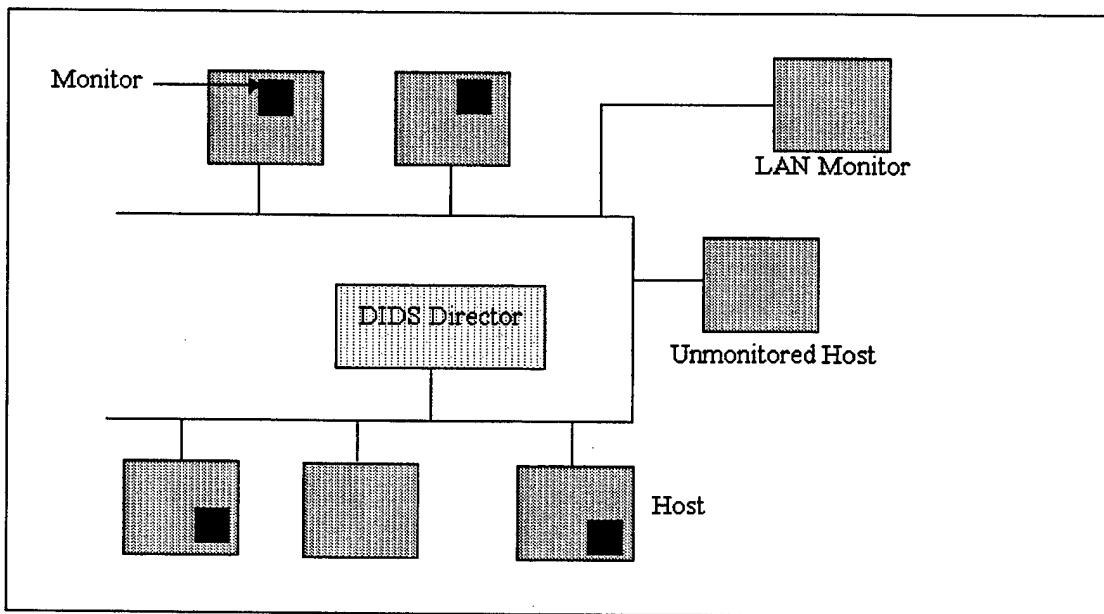 Monitor
LAN Monitor
DIDS Director
Unmonitored Host
Host